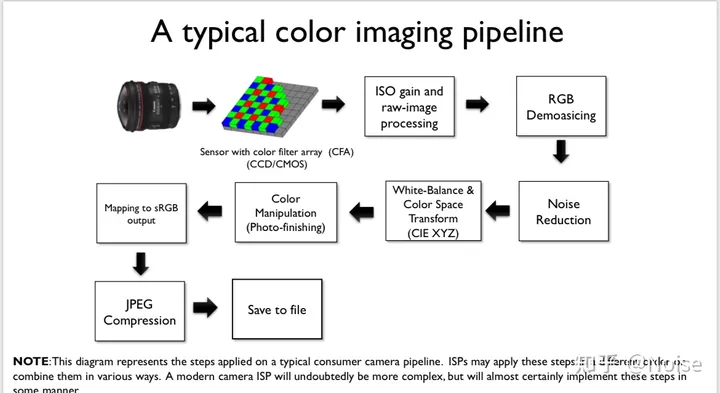 A typical color imaging pipeline
ISO gain and
raw-image
processing
RGB
Demoasicing
Sensor with color filter array (CFA)
(CCD/CMOS)
Mapping to sRGB
output
Color
Manipulation
(Photo-finishing)
White-Balance &
Color Space
Transform
(CIE XYZ)
Noise
Reduction
JPEG
Compression
Save to file
NOTE: This diagram represents the steps applied on a typical consumer camera pipeline. ISPs may apply these steps in a different order or
combine them in various ways. A modern camera ISP will undoubtedly be more complex, but will almost certainly implement these steps in
some manner
知乎 @Noise